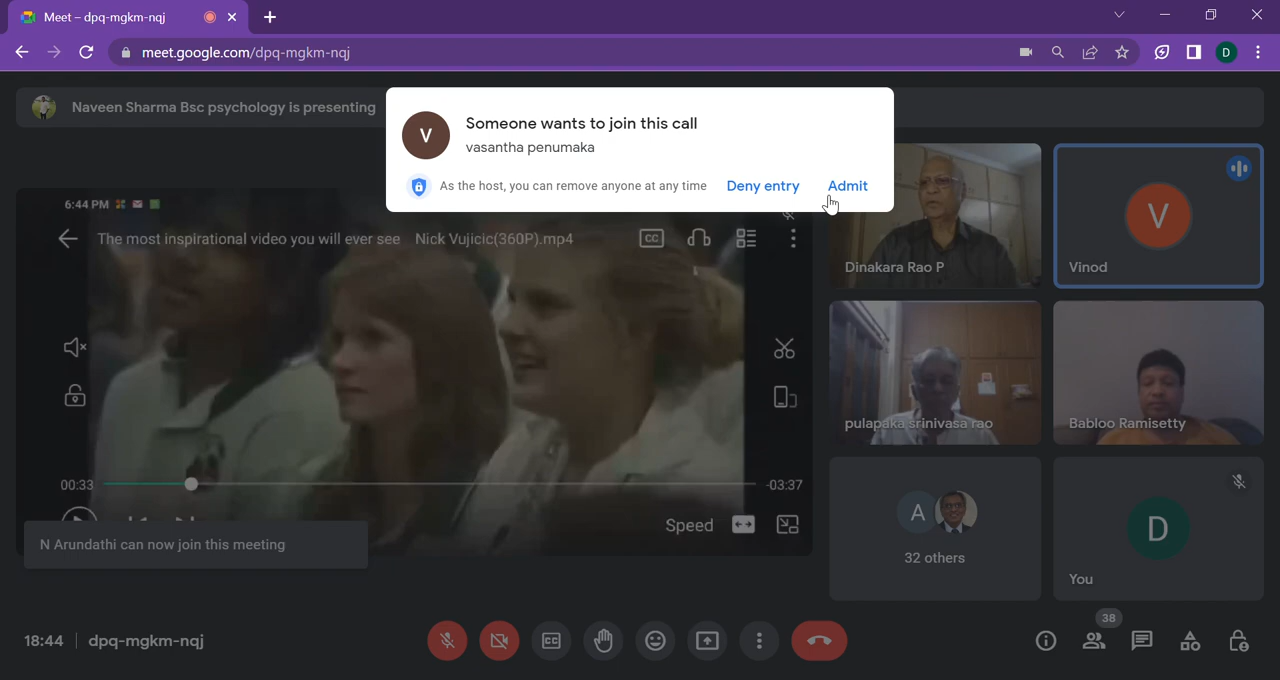 Meet – dpq-mgkm-nqj
meet.google.com/dpq-mgkm-nqj
D
Naveen Sharma Bsc psychology is presenting
V
Someone wants to join this call
vasantha penumaka
As the host, you can remove anyone at any time
Deny entry
Admit
6:44 PM
The most inspirational video you will ever see Nick Vujicic(360P).mp4
CC
00:33
-03:37
Speed
N Arundathi can now join this meeting
Dinakara Rao P
V
Vinod
pulapaka srinivasa rao
Babloo Ramisetty
A
32 others
D
You
18:44
dpq-mgkm-nqj
CC
38